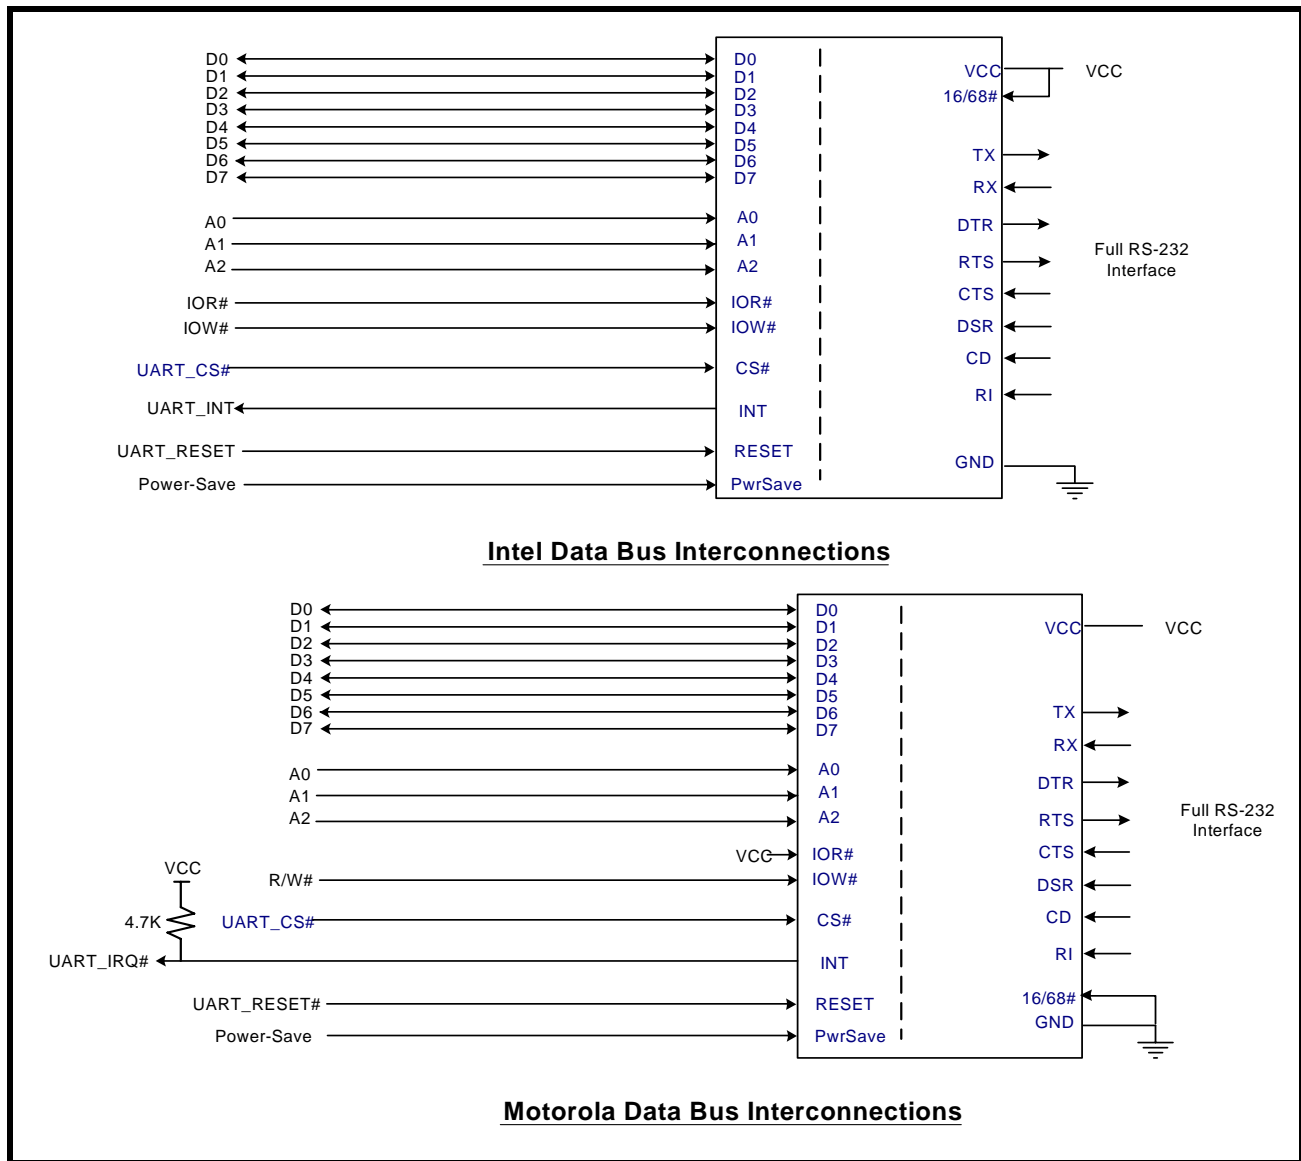 D0 D0
D1 D1
D2 D2
D3 D3
D4 D4
D5 D5
D6 D6
D7 D7
A0 A0
A1 A1
A2 A2
IOR# IOR#
IOW# IOW#
UART_CS# CS#
UART_INT INT
UART_RESET RESET
Power-Save PwrSave
VCC VCC
16/68#
TX
RX
DTR
RTS
CTS
DSR
CD
RI
GND
Full RS-232
Interface
Intel Data Bus Interconnections
D0 D0
D1 D1
D2 D2
D3 D3
D4 D4
D5 D5
D6 D6
D7 D7
A0 A0
A1 A1
A2 A2
VCC IOR#
R/W# IOW#
VCC
4.7K
UART_CS# CS#
UART_IRQ# INT
UART_RESET# RESET
Power-Save PwrSave
VCC VCC
TX
RX
DTR
RTS
CTS
DSR
CD
RI
16/68#
GND
Full RS-232
Interface
Motorola Data Bus Interconnections